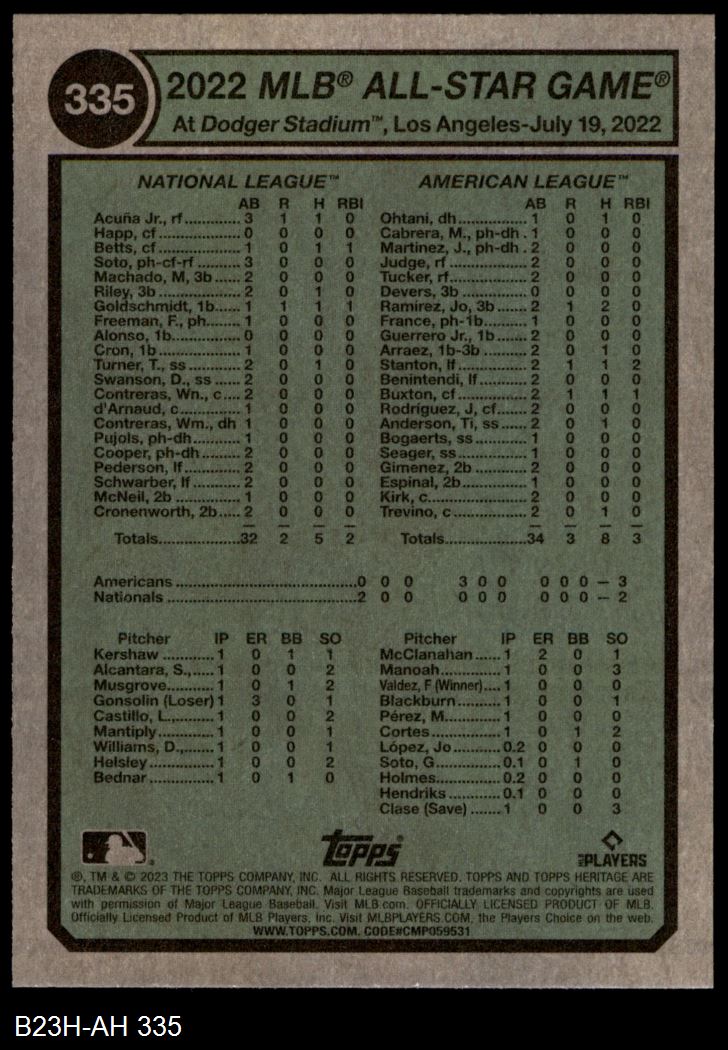 335
2022 MLB® ALL-STAR GAME®
At Dodger Stadium™, Los Angeles-July 19, 2022
NATIONAL LEAGUE™
AB R H RBI
Acuña Jr., rf.............. 3 1 1 0
Happ, cf.................... 0 0 0 0
Betts, cf.................... 1 0 1 1
Soto, ph-cf-rf .......... 3 0 0 0
Machado, M, 3b ..... 2 0 0 0
Riley, 3b ................... 2 0 1 0
Goldschmidt, 1b..... 1 1 1 1
Freeman, F., ph....... 1 0 0 0
Alonso, 1b................ 0 0 0 0
Cron, 1b ................... 1 0 0 0
Turner, T., ss ............ 2 0 1 0
Swanson, D., ss ...... 2 0 0 0
Contreras, Wn., c.... 2 0 0 0
d'Arnaud, c.............. 1 0 0 0
Contreras, Wm., dh 1 0 0 0
Pujols, ph-dh........... 1 0 0 0
Cooper, ph-dh......... 2 0 0 0
Pederson, lf ............. 2 0 0 0
Schwarber, lf ........... 2 0 0 0
McNeil, 2b ............... 1 0 0 0
Cronenworth, 2b..... 2 0 0 0
Totals....................32 2 5 2
AMERICAN LEAGUE™
AB R H RBI
Ohtani, dh................ 1 0 1 0
Cabrera, M., ph-dh . 1 0 0 0
Martinez, J., ph-dh . 2 0 0 0
Judge, rf ................... 2 0 0 0
Tucker, rf................... 2 0 0 0
Devers, 3b ............... 0 0 0 0
Ramirez, Jo, 3b ....... 2 1 2 0
France, ph-1b.......... 1 0 0 0
Guerrero Jr., 1b ...... 2 0 0 0
Arraez, 1b-3b .......... 2 0 1 0
Stanton, lf................. 2 1 1 2
Benintendi, lf........... 2 0 0 0
Buxton, cf................. 2 1 1 1
Rodríguez, J, cf....... 2 0 0 0
Anderson, Ti, ss...... 2 0 1 0
Bogaerts, ss............ 1 0 0 0
Seager, ss................ 1 0 0 0
Gimenez, 2b ........... 2 0 0 0
Espinal, 2b............... 1 0 0 0
Kirk, c........................ 2 0 0 0
Trevino, c ................. 2 0 1 0
Totals....................34 3 8 3
Americans ........................................0 0 0 3 0 0 0 0 0 – 3
Nationals ..........................................2 0 0 0 0 0 0 0 0 – 2
Pitcher IP ER BB SO
Kershaw ............ 1 0 1 1
Alcantara, S.,..... 1 0 0 2
Musgrove.......... 1 0 1 2
Gonsolin (Loser) 1 3 0 1
Castillo, L.,......... 1 0 0 2
Mantiply ............ 1 0 0 1
Williams, D.,...... 1 0 0 1
Helsley .............. 1 0 0 2
Bednar............... 1 0 1 0
Pitcher IP ER BB SO
McClanahan...... 1 2 0 1
Manoah............. 1 0 0 3
Valdez, F (Winner).... 1 0 0 0
Blackburn.......... 1 0 0 1
Pérez, M............ 1 0 0 0
Cortes................ 1 0 1 2
López, Jo .......... 0.2 0 0 0
Soto, G.............. 0.1 0 1 0
Holmes.............. 0.2 0 0 0
Hendriks............ 0.1 0 0 0
Clase (Save) ....... 1 0 0 3
Topps®
MLB PLAYERS
®, TM & © 2023 THE TOPPS COMPANY, INC. ALL RIGHTS RESERVED. TOPPS AND TOPPS HERITAGE ARE
TRADEMARKS OF THE TOPPS COMPANY, INC. Major League Baseball trademarks and copyrights are used
with permission of Major League Baseball. Visit MLB.com. OFFICIALLY LICENSED PRODUCT OF MLB.
Officially Licensed Product of MLB Players, Inc. Visit MLBPLAYERS.COM, the Players Choice on the web.
WWW.TOPPS.COM. CODE#CMP059531
B23H-AH 335